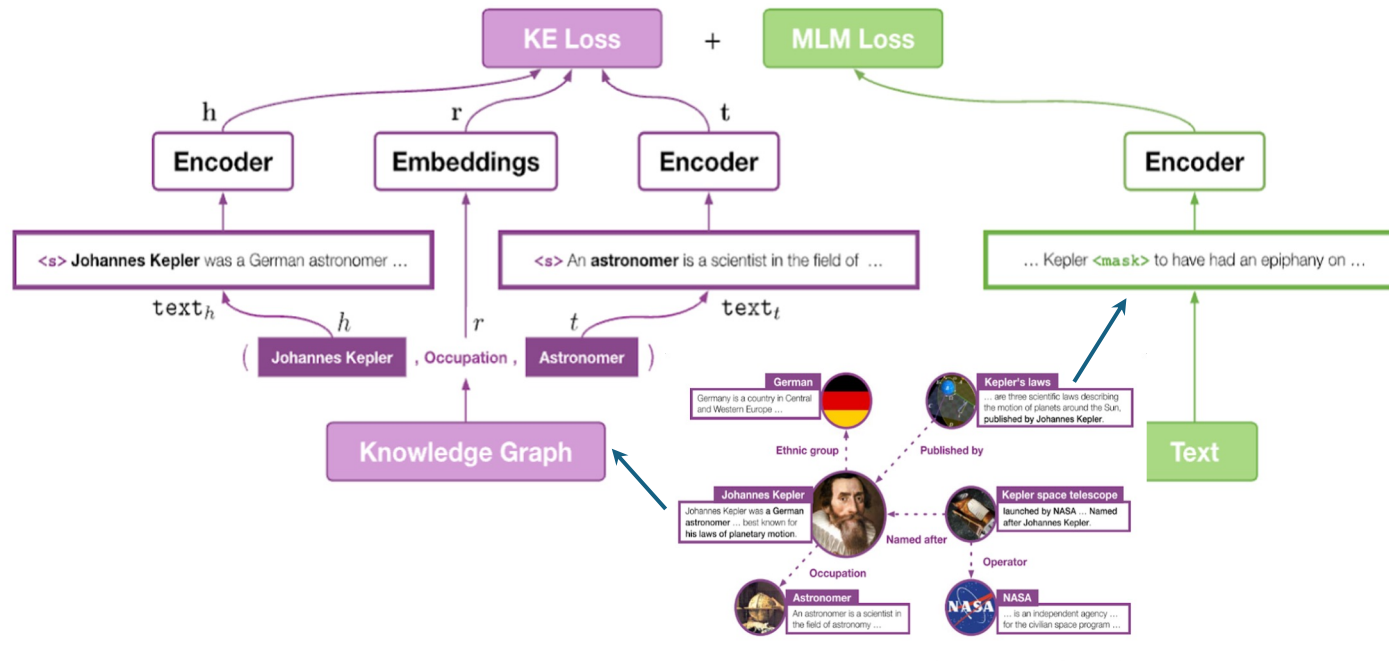 KE Loss + MLM Loss
h r t
Encoder Embeddings Encoder Encoder
<s> Johannes Kepler was a German astronomer ...
<s> An astronomer is a scientist in the field of ...
... Kepler <mask> to have had an epiphany on ...
text_h h r t text_t
( Johannes Kepler , Occupation , Astronomer )
Knowledge Graph
Text
German
Germany is a country in Central
and Western Europe ...
Kepler's laws
... are three scientific laws describing
the motion of planets around the Sun,
published by Johannes Kepler.
Ethnic group
Published by
Johannes Kepler
Johannes Kepler was a German
astronomer ... best known for
his laws of planetary motion.
Kepler space telescope
launched by NASA ... Named
after Johannes Kepler.
Named after
Occupation
Operator
Astronomer
An astronomer is a scientist in
the field of astronomy ...
NASA
NASA
... is an independent agency ...
for the civilian space program ...